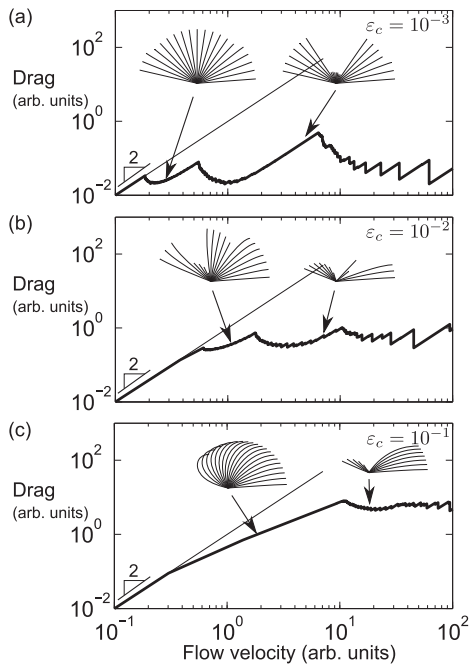 (a)
ε_c = 10^-3
10^2
Drag
(arb. units)
10^0
2
10^-2
(b)
ε_c = 10^-2
10^2
Drag
(arb. units)
10^0
2
10^-2
(c)
ε_c = 10^-1
10^2
Drag
(arb. units)
10^0
2
10^-2
10^-1 10^0 10^1 10^2
Flow velocity (arb. units)